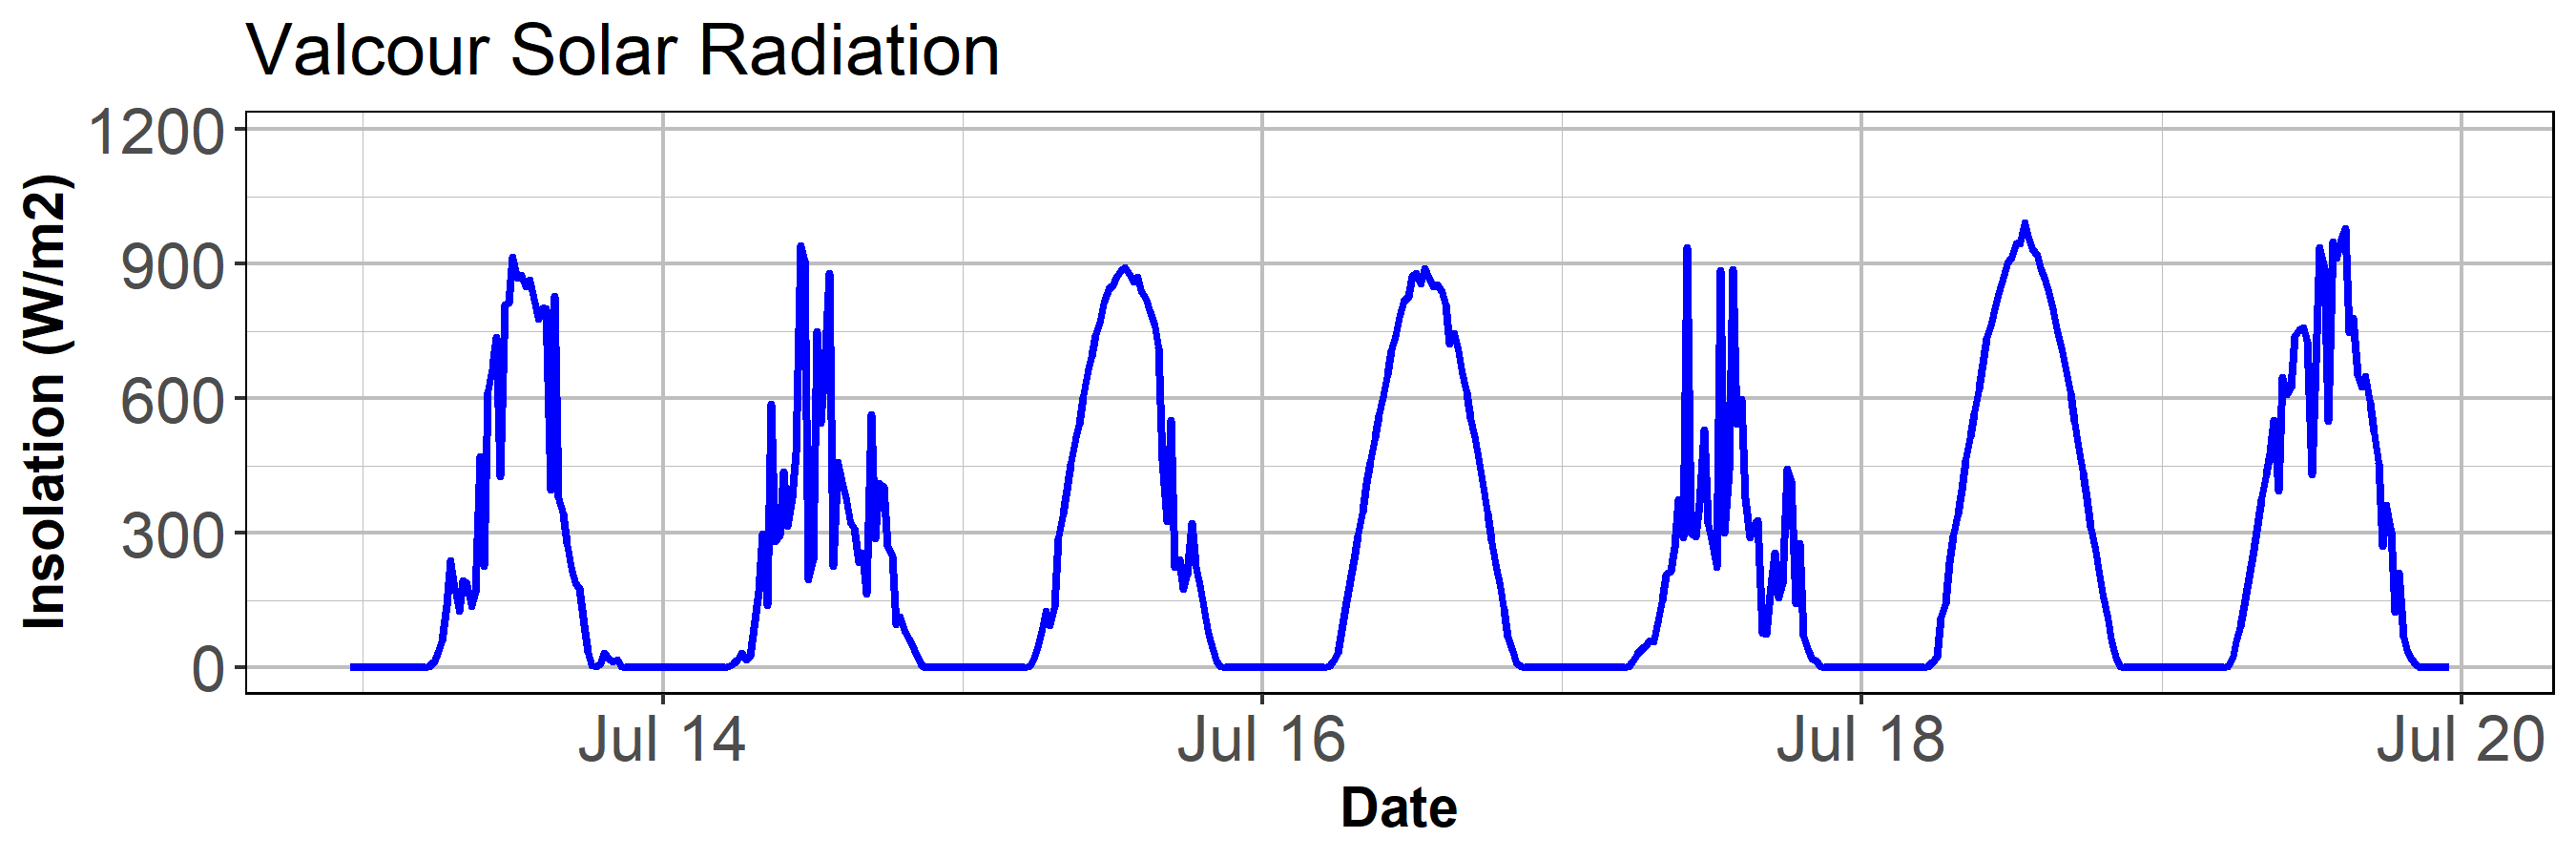 Valcour Solar Radiation
1200
900
600
300
0
Insolation (W/m2)
Jul 14 Jul 16 Jul 18 Jul 20
Date